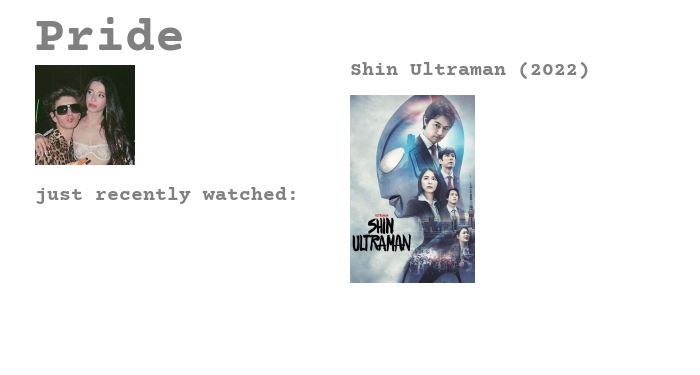 Pride
just recently watched:
Shin Ultraman (2022)
SHIN
ULTRAMAN